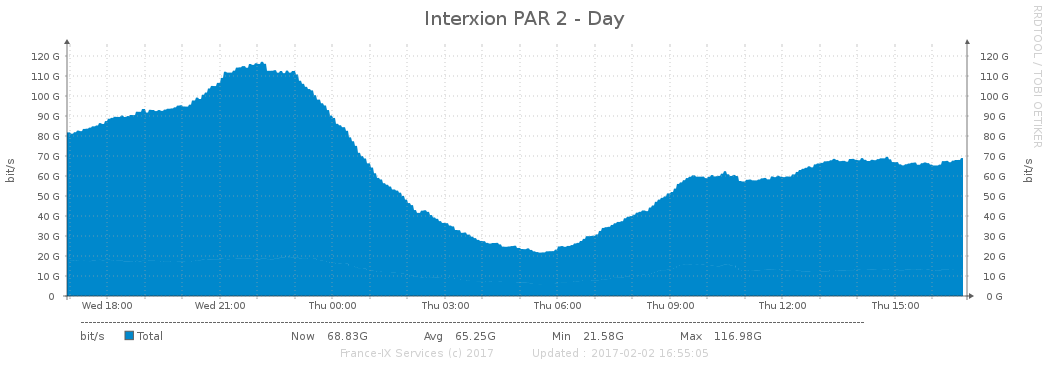 Interxion PAR 2 - Day
RRDTOOL / TOBI OETIKER
bit/s
bit/s
120 G 120 G
110 G 110 G
100 G 100 G
90 G 90 G
80 G 80 G
70 G 70 G
60 G 60 G
50 G 50 G
40 G 40 G
30 G 30 G
20 G 20 G
10 G 10 G
0 0 G
Wed 18:00 Wed 21:00 Thu 00:00 Thu 03:00 Thu 06:00 Thu 09:00 Thu 12:00 Thu 15:00
bit/s Total Now 68.83G Avg 65.25G Min 21.58G Max 116.98G
France-IX Services (c) 2017 Updated : 2017-02-02 16:55:05